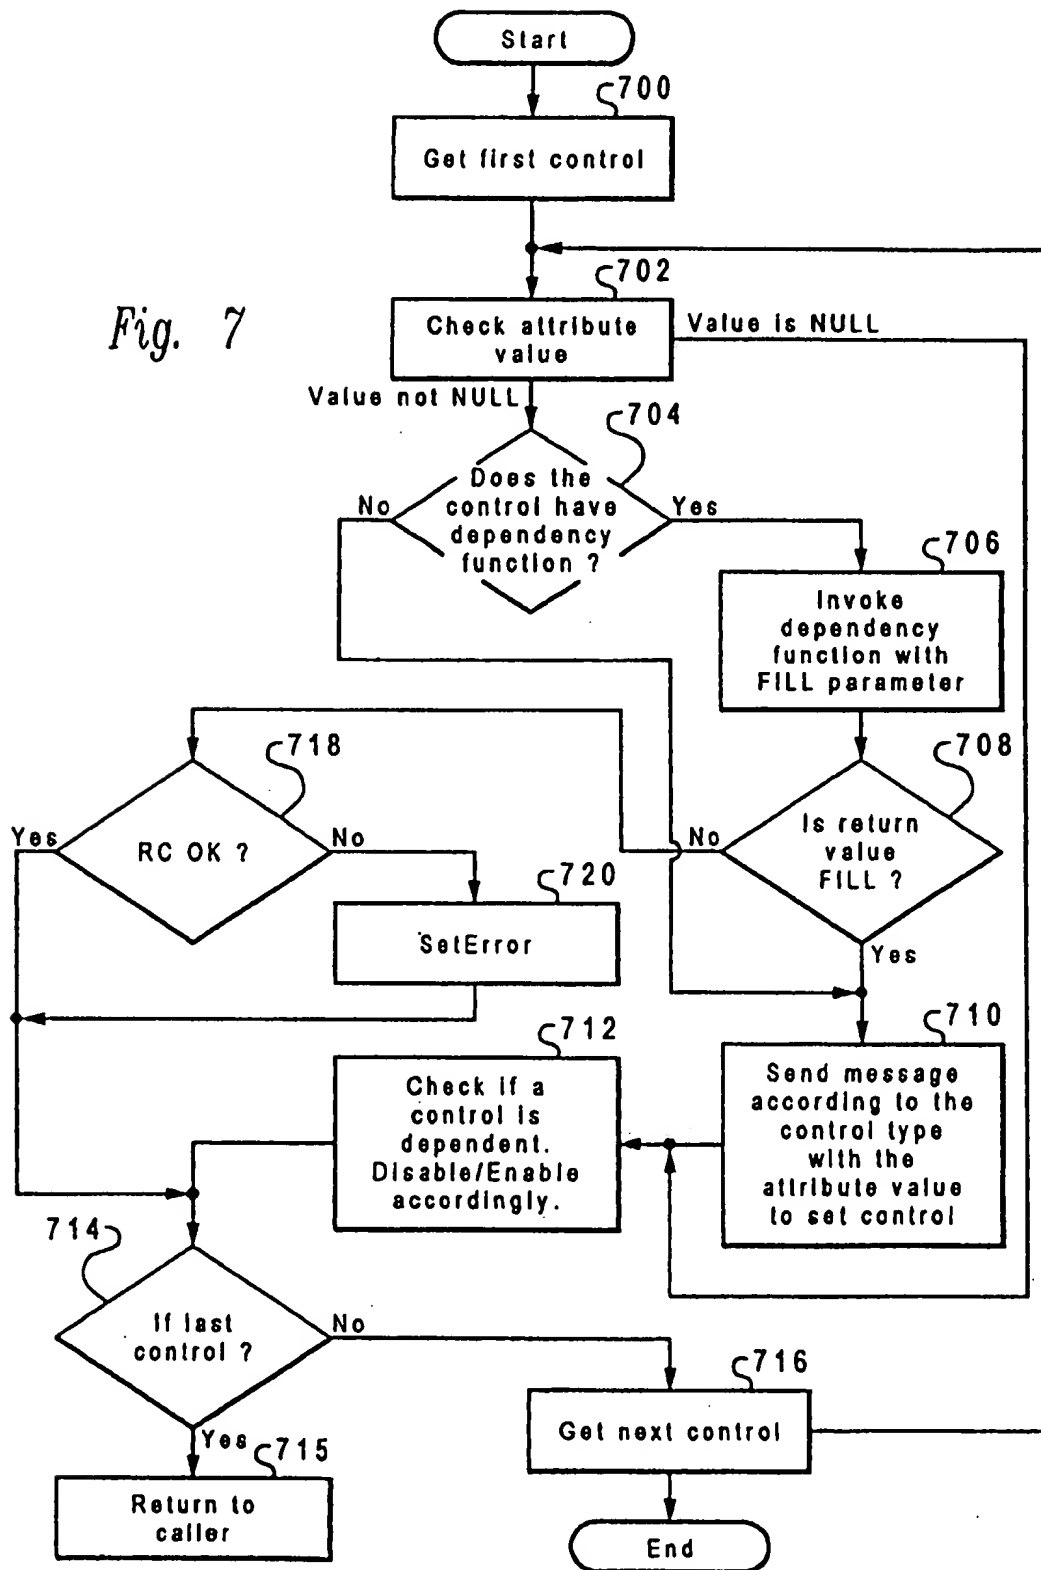 Start
700
Get first control
702
Fig. 7
Check attribute
value
Value is NULL
Value not NULL
704
Does the
control have
dependency
function ?
No
Yes
706
Invoke
dependency
function with
FILL parameter
718
708
Yes
RC OK ?
No
No
Is return
value
FILL ?
720
SetError
Yes
712
710
Check if a
control is
dependent.
Disable/Enable
accordingly.
Send message
according to the
control type
with the
attribute value
to set control
714
If last
control ?
No
716
Get next control
Yes
715
Return to
caller
End